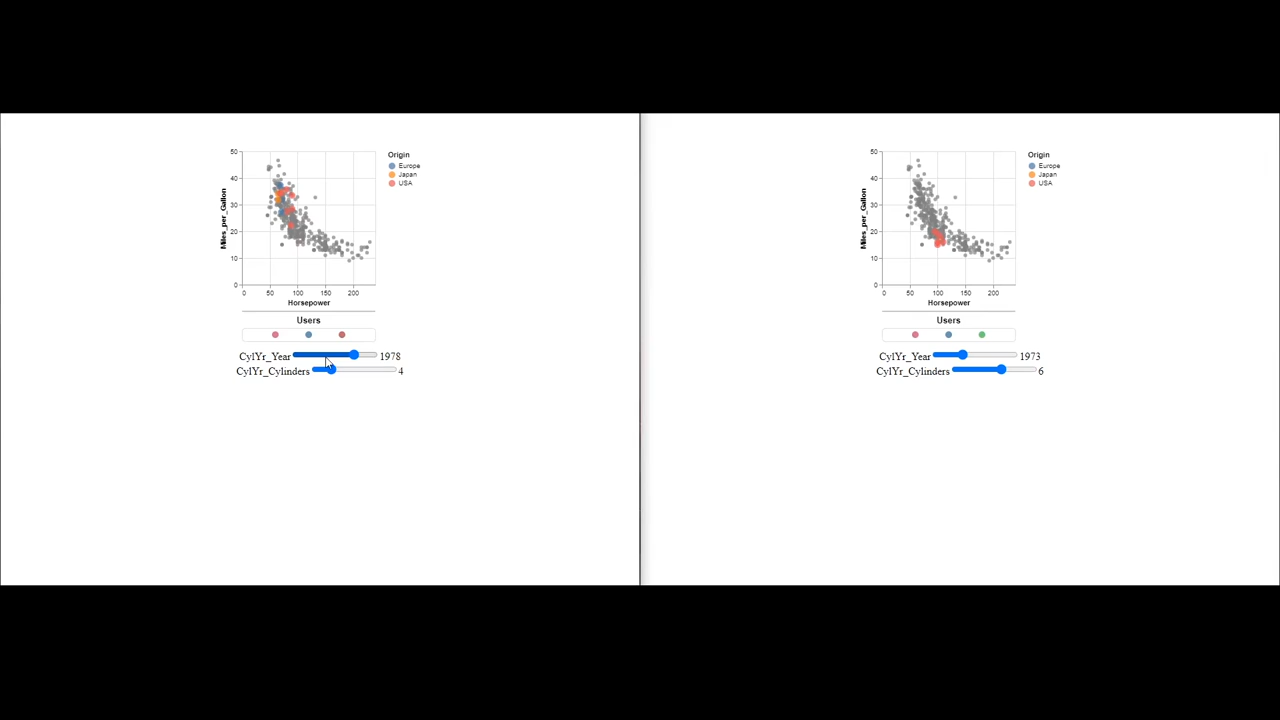 50
40
30
20
10
0
Miles_per_Gallon
0 50 100 150 200
Horsepower
Origin
Europe
Japan
USA
Users
CylYr_Year 1978
CylYr_Cylinders 4
50
40
30
20
10
0
Miles_per_Gallon
0 50 100 150 200
Horsepower
Origin
Europe
Japan
USA
Users
CylYr_Year 1973
CylYr_Cylinders 6